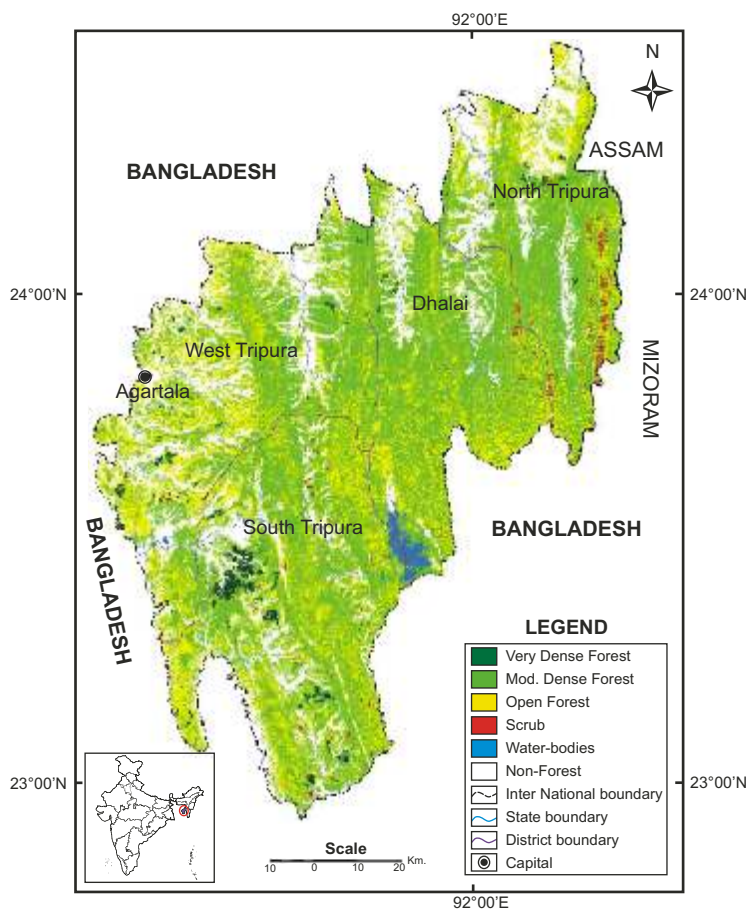 92°00'E
N
ASSAM
BANGLADESH
North Tripura
24°00'N
24°00'N
Dhalai
West Tripura
MIZORAM
Agartala
South Tripura
BANGLADESH
BANGLADESH
LEGEND
Very Dense Forest
Mod. Dense Forest
Open Forest
Scrub
Water-bodies
Non-Forest
Inter National boundary
State boundary
District boundary
Capital
23°00'N
23°00'N
Scale
Km.
10 0 10 20
92°00'E